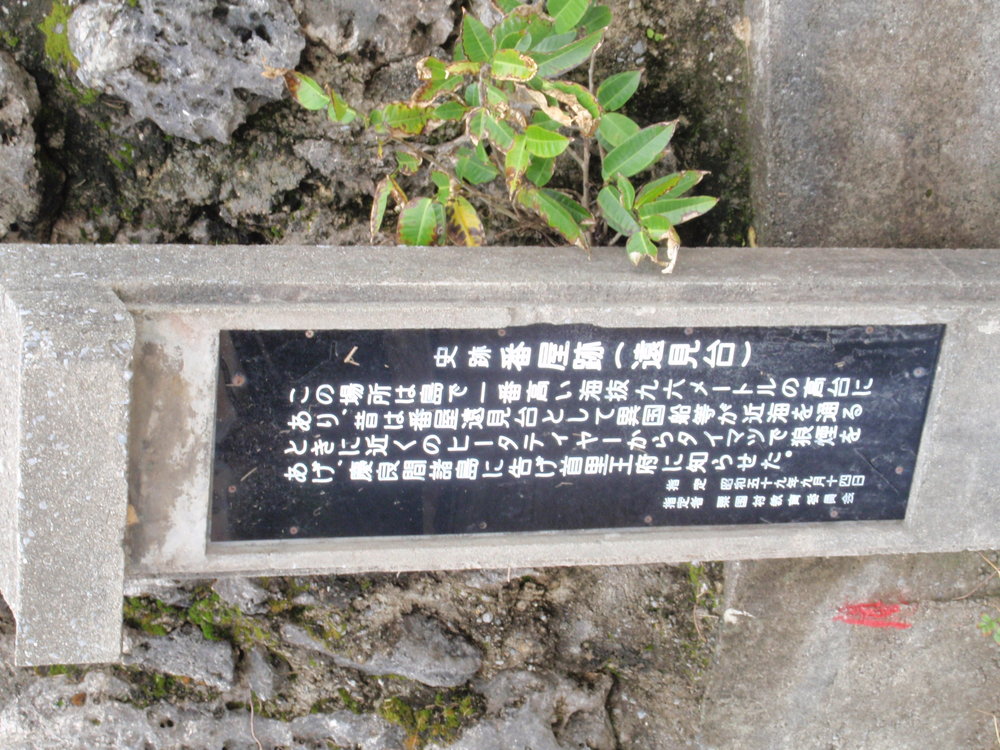 史跡 番屋跡(遠見台)
この場所は島で一番高い海抜九六メートルの高台に
あり、昔は番屋遠見台として異国船等が近海を通る
ときに近くのヒータティヤーからタイマツで狼煙を
あげ、慶良間諸島に告げ首里王府に知らせた。
指定 昭和五十九年九月十四日
指定者 粟国村教育委員会